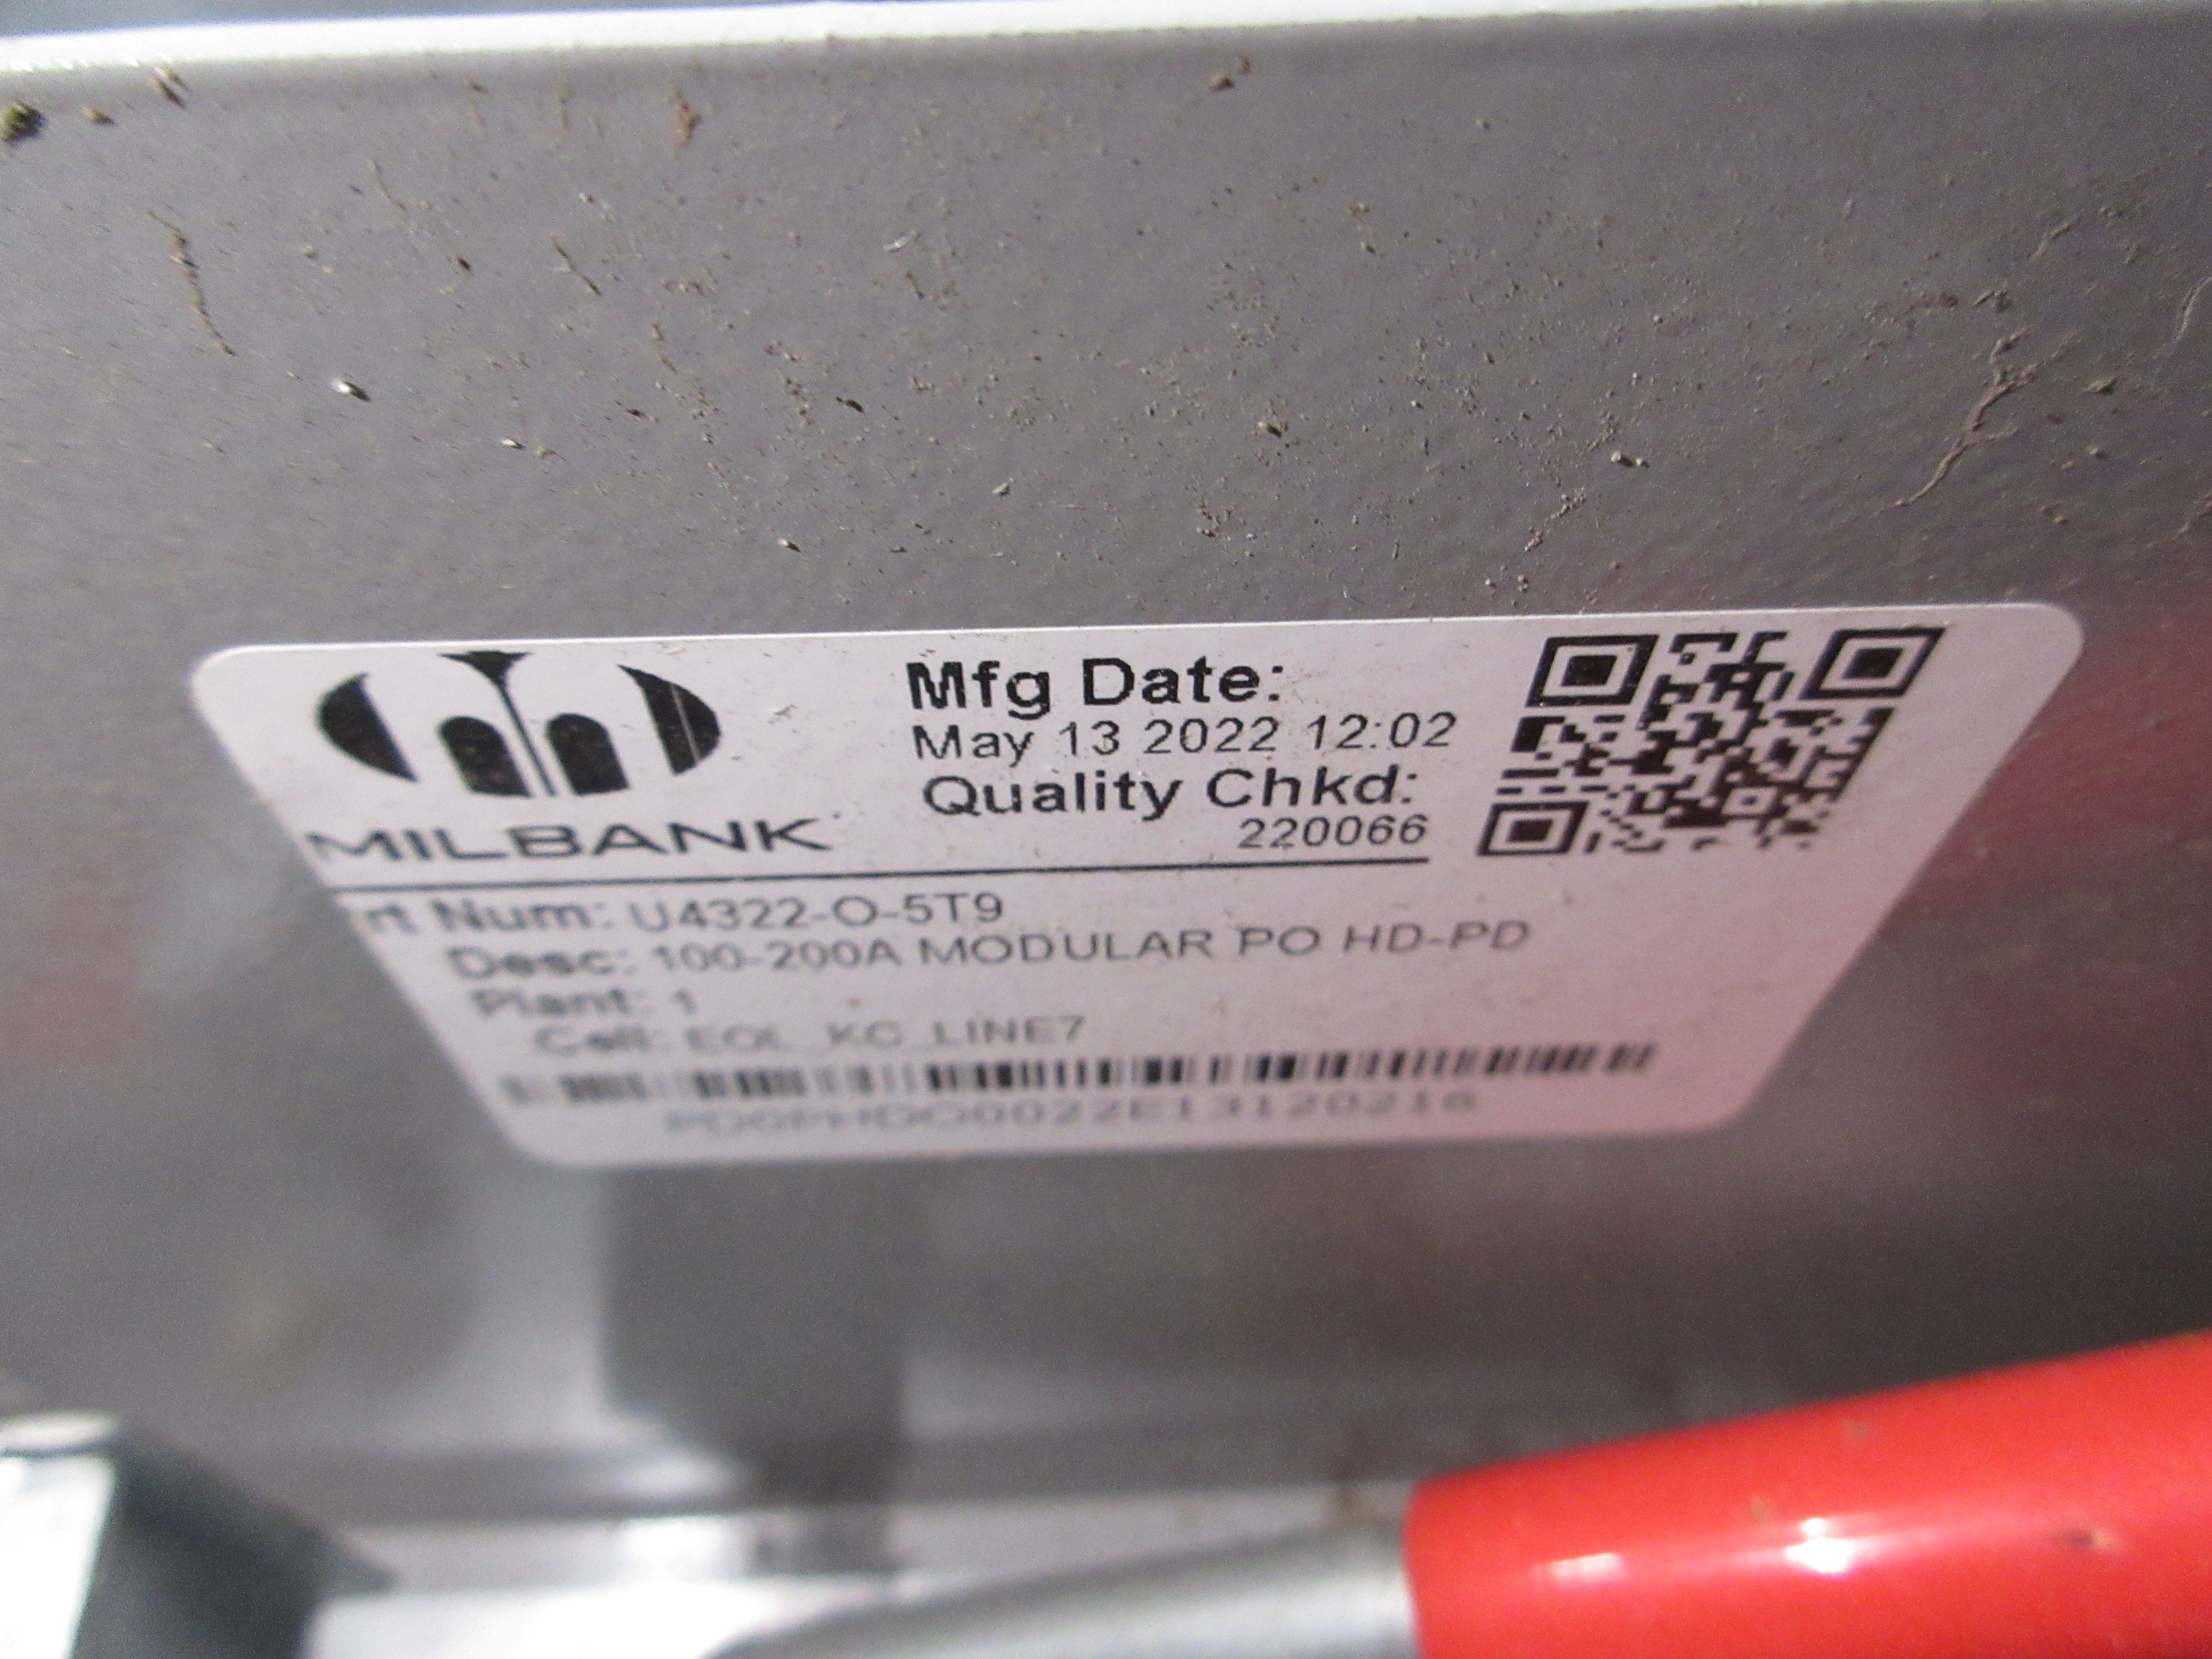 MILBANK
Mfg Date:
May 13 2022 12:02
Quality Chkd:
220066
rt Num: U4322-O-5T9
Desc: 100-200A MODULAR PO HD-PD
Plant: 1
Cell: EOL_KC_LINE7